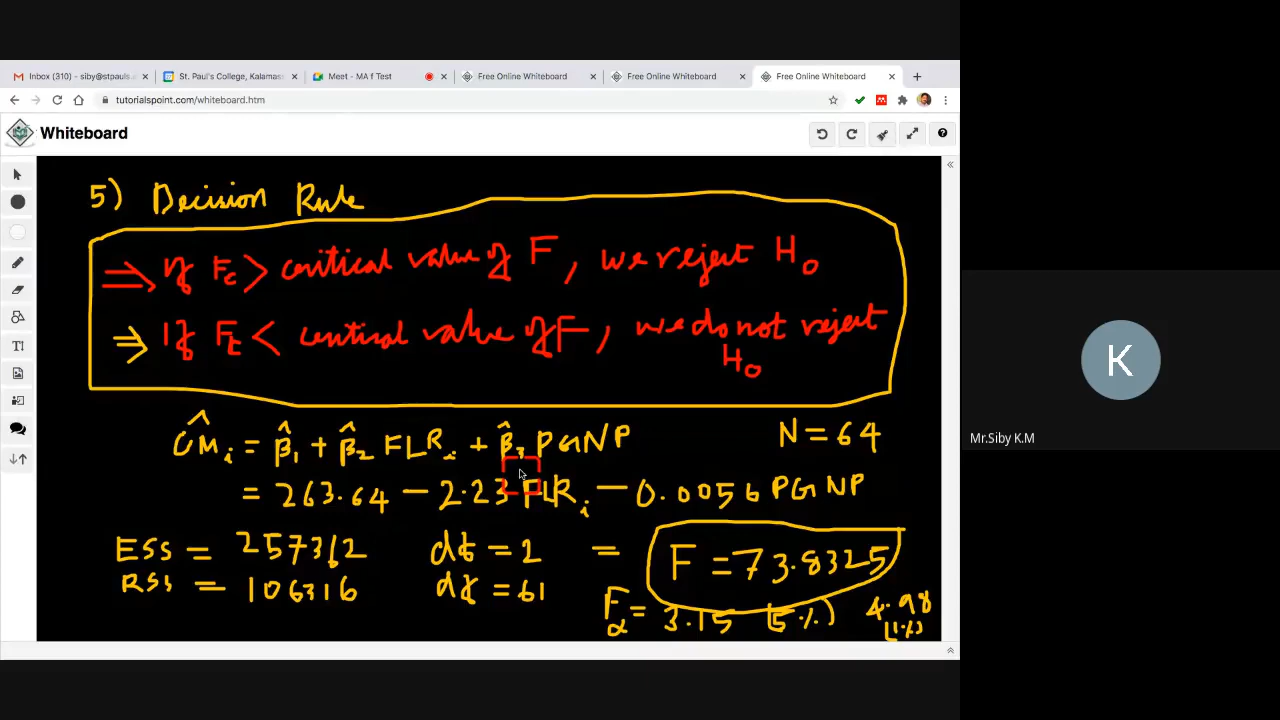 Inbox (310) - siby@stpauls.
St. Paul's College, Kalamas
Meet - MA f Test
Free Online Whiteboard
Free Online Whiteboard
Free Online Whiteboard
tutorialspoint.com/whiteboard.htm
Whiteboard
5) Decision Rule
⇒ If Fc > critical value of F, we reject H₀
⇒ If Fc < critical value of F, we do not reject
H₀
ĈMᵢ = β̂₁ + β̂₂ FLRᵢ + β̂₃ PGNP
N = 64
= 263.64 − 2.23 FLRᵢ − 0.0056 PGNP
ESS = 257362 df = 2 = F = 73.8325
RSS = 106316 df = 61
Fα = 3.15 (5%) 4.98
(1%)
K
Mr.Siby K.M